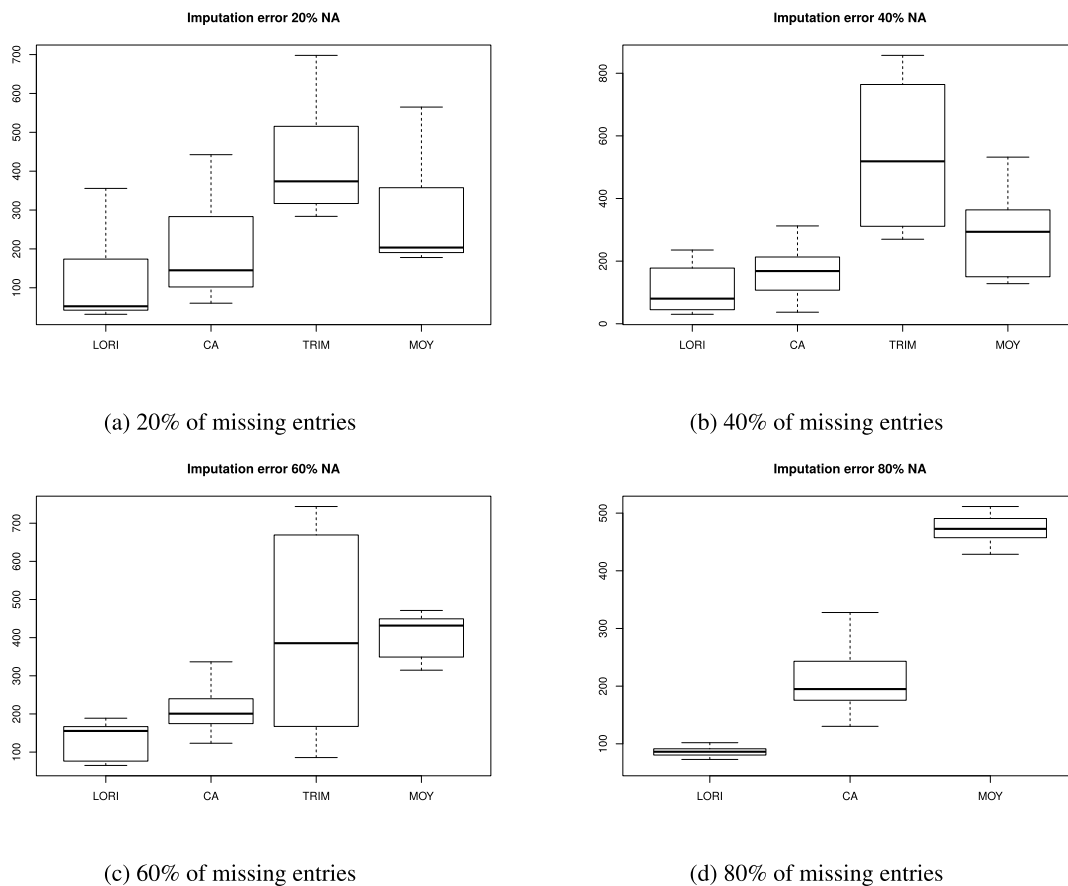 Imputation error 20% NA
700
600
500
400
300
200
100
LORI CA TRIM MOY
(a) 20% of missing entries
Imputation error 40% NA
800
600
400
200
0
LORI CA TRIM MOY
(b) 40% of missing entries
Imputation error 60% NA
700
600
500
400
300
200
100
LORI CA TRIM MOY
(c) 60% of missing entries
Imputation error 80% NA
500
400
300
200
100
LORI CA MOY
(d) 80% of missing entries